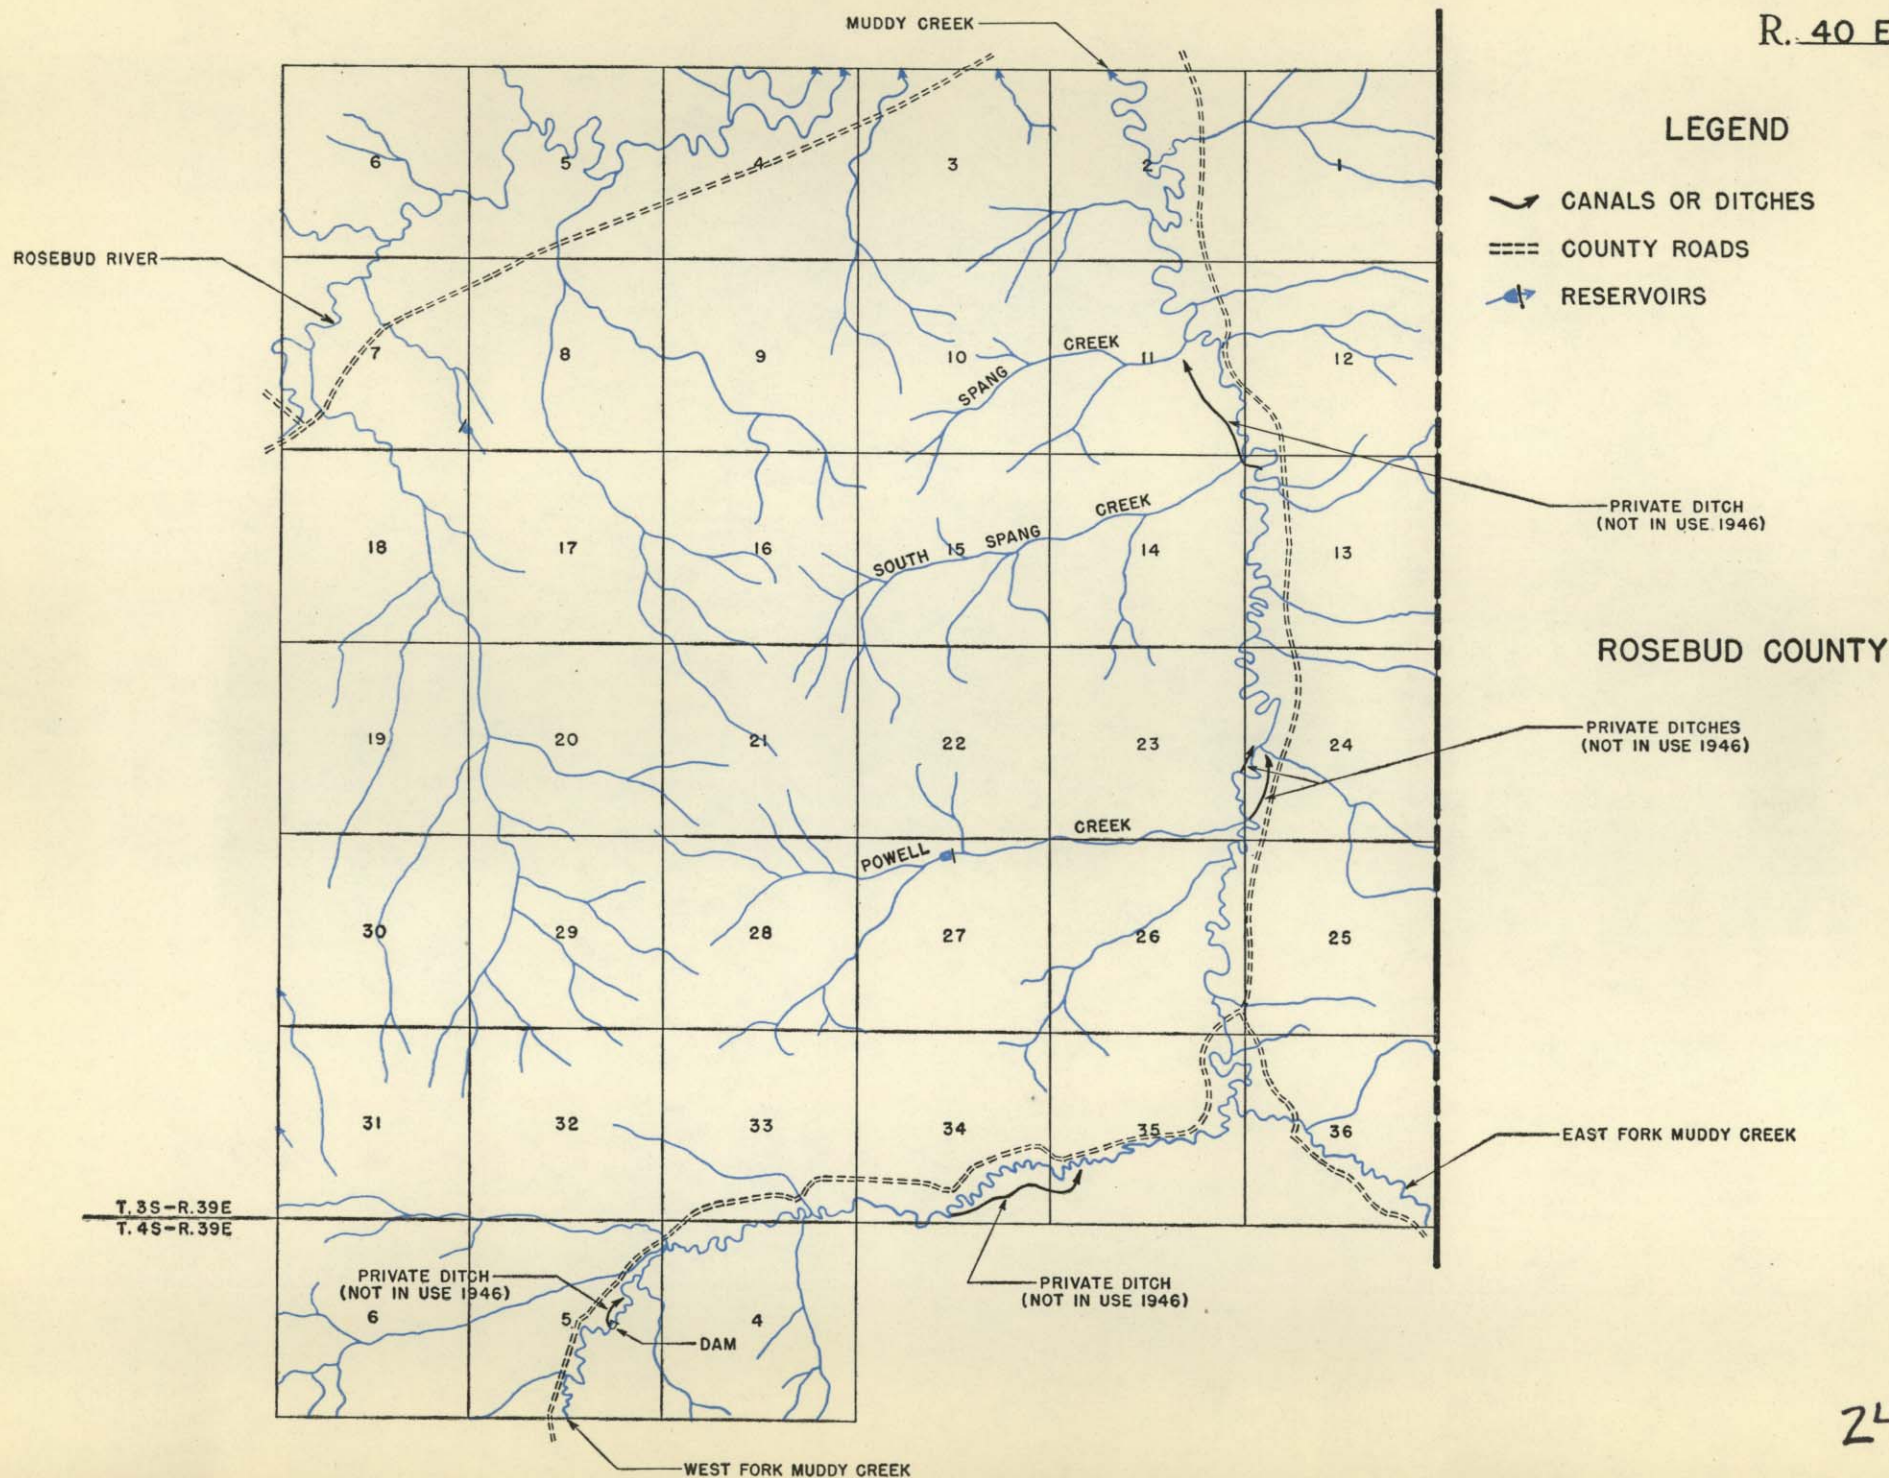 MUDDY CREEK
R. 40 E
LEGEND
CANALS OR DITCHES
COUNTY ROADS
RESERVOIRS
6
5
4
3
2
1
ROSEBUD RIVER
7
8
9
10
11
12
SPANG CREEK
PRIVATE DITCH
(NOT IN USE 1946)
18
17
16
15
14
13
SOUTH SPANG CREEK
ROSEBUD COUNTY
19
20
21
22
23
24
PRIVATE DITCHES
(NOT IN USE 1946)
POWELL CREEK
30
29
28
27
26
25
31
32
33
34
35
36
EAST FORK MUDDY CREEK
T. 3S-R. 39E
T. 4S-R. 39E
PRIVATE DITCH
(NOT IN USE 1946)
PRIVATE DITCH
(NOT IN USE 1946)
6
5
4
DAM
WEST FORK MUDDY CREEK